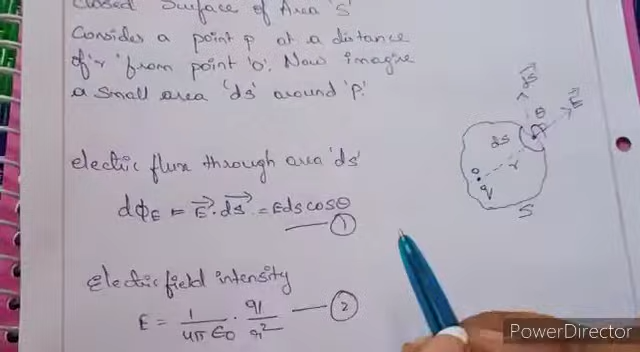 Closed Surface of Area 'S'
Consider a point P at a distance
of 'r' from point 'O'. Now imagine
a small area 'ds' around 'P'.
electric flux through area 'ds'
dϕE = E⃗ . ds⃗ = E ds cosθ
—— ①
Electric field intensity
E = 1/4πε0 . q/r² —— ②
ds⃗
θ
E⃗
ds
r
o
q
S
PowerDirector